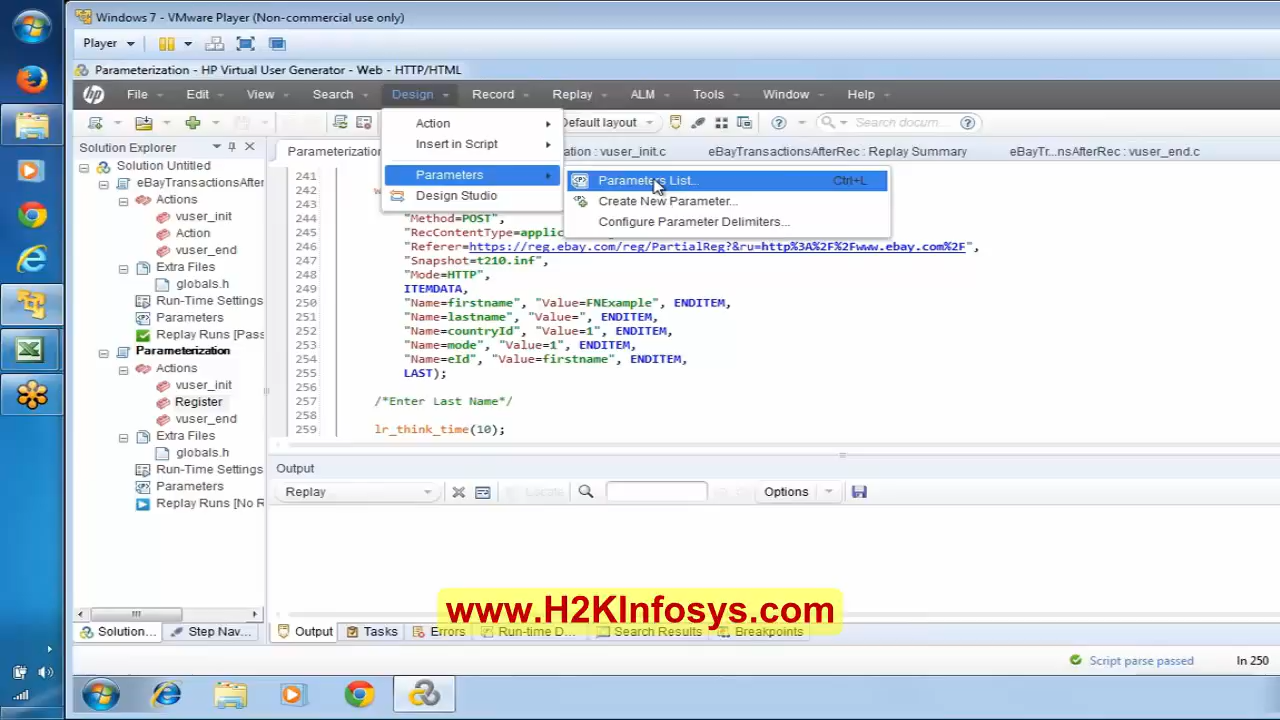 Windows 7 - VMware Player (Non-commercial use only)
Player
Parameterization - HP Virtual User Generator - Web - HTTP/HTML
File Edit View Search Design Record Replay ALM Tools Window Help
Default layout Search docum...
Action
Insert in Script
Parameters
Design Studio
Parameters List... Ctrl+L
Create New Parameter...
Configure Parameter Delimiters...
Solution Explorer
Solution Untitled
eBayTransactionsAfter
Actions
vuser_init
Action
vuser_end
Extra Files
globals.h
Run-Time Settings
Parameters
Replay Runs [Pass
Parameterization
Actions
vuser_init
Register
vuser_end
Extra Files
globals.h
Run-Time Settings
Parameters
Replay Runs [No R
Solution... Step Nav...
Parameterization : vuser_init.c eBayTransactionsAfterRec : Replay Summary eBayTr...nsAfterRec : vuser_end.c
241
242 w
244 "Method=POST",
245 "RecContentType=applic
246 "Referer=https://reg.ebay.com/reg/PartialReg?&ru=http%3A%2F%2Fwww.ebay.com%2F",
247 "Snapshot=t210.inf",
248 "Mode=HTTP",
249 ITEMDATA,
250 "Name=firstname", "Value=FNExample", ENDITEM,
251 "Name=lastname", "Value=", ENDITEM,
252 "Name=countryId", "Value=1", ENDITEM,
253 "Name=mode", "Value=1", ENDITEM,
254 "Name=eId", "Value=firstname", ENDITEM,
255 LAST);
256
257 /*Enter Last Name*/
258
259 lr_think_time(10);
Output
Replay Locate Options
www.H2KInfosys.com
Output Tasks Errors Run-time D... Search Results Breakpoints
Script parse passed ln 250